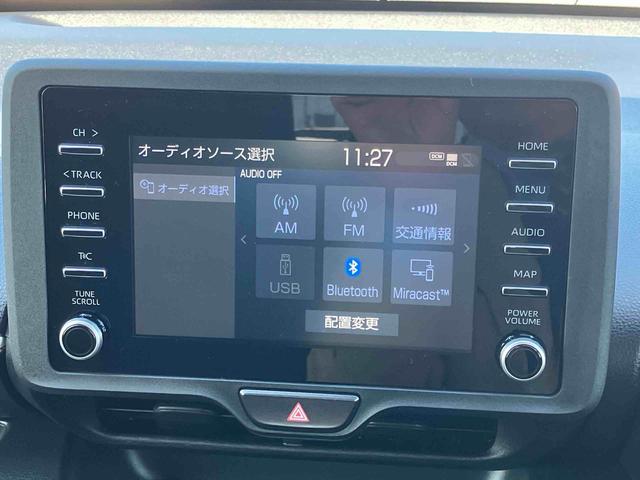 CH >
< TRACK
PHONE
T:C
TUNE
SCROLL
オーディオソース選択
11:27
DCM
DCM
オーディオ選択
AUDIO OFF
AM
FM
交通情報
USB
Bluetooth
Miracast™
配置変更
HOME
MENU
AUDIO
MAP
POWER
VOLUME